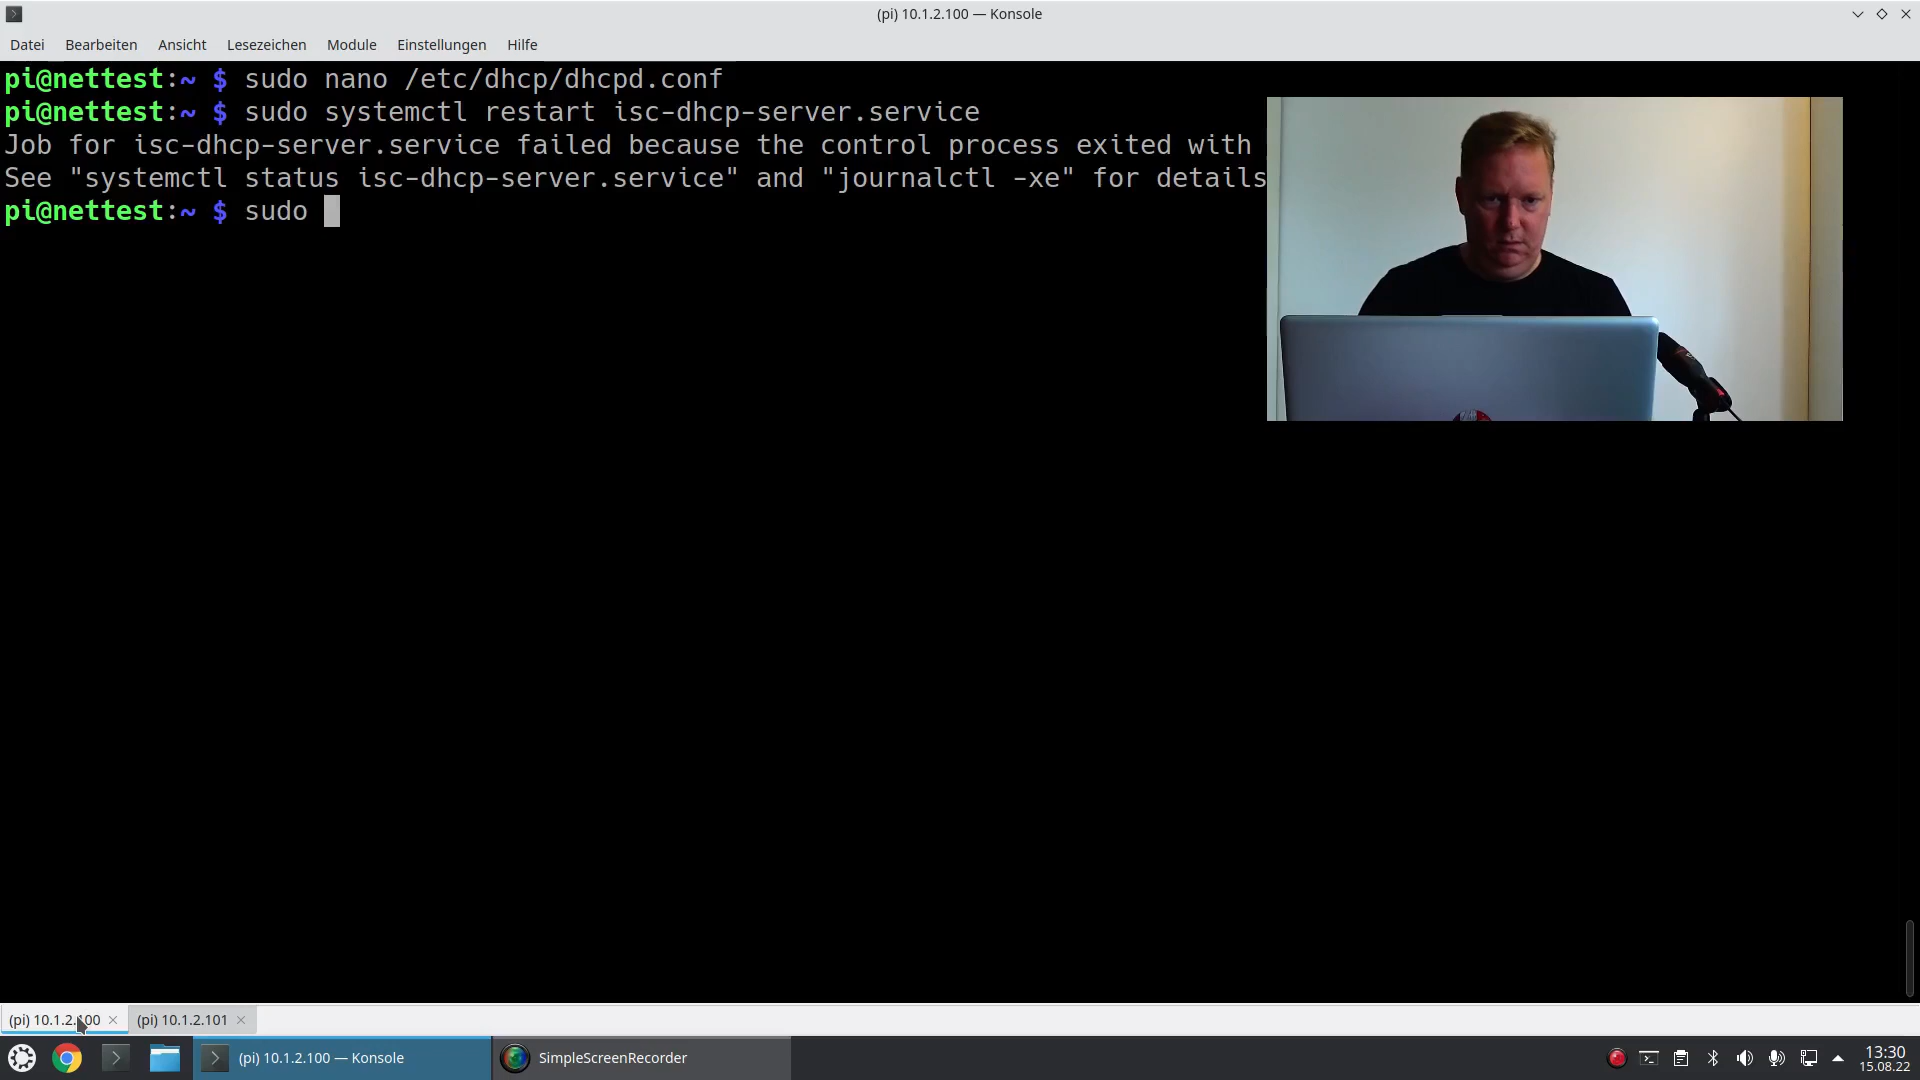 (pi) 10.1.2.100 — Konsole
Datei Bearbeiten Ansicht Lesezeichen Module Einstellungen Hilfe
pi@nettest:~ $ sudo nano /etc/dhcp/dhcpd.conf
pi@nettest:~ $ sudo systemctl restart isc-dhcp-server.service
Job for isc-dhcp-server.service failed because the control process exited with
See "systemctl status isc-dhcp-server.service" and "journalctl -xe" for details
pi@nettest:~ $ sudo
(pi) 10.1.2.100 (pi) 10.1.2.101
(pi) 10.1.2.100 — Konsole SimpleScreenRecorder 13:30
15.08.22